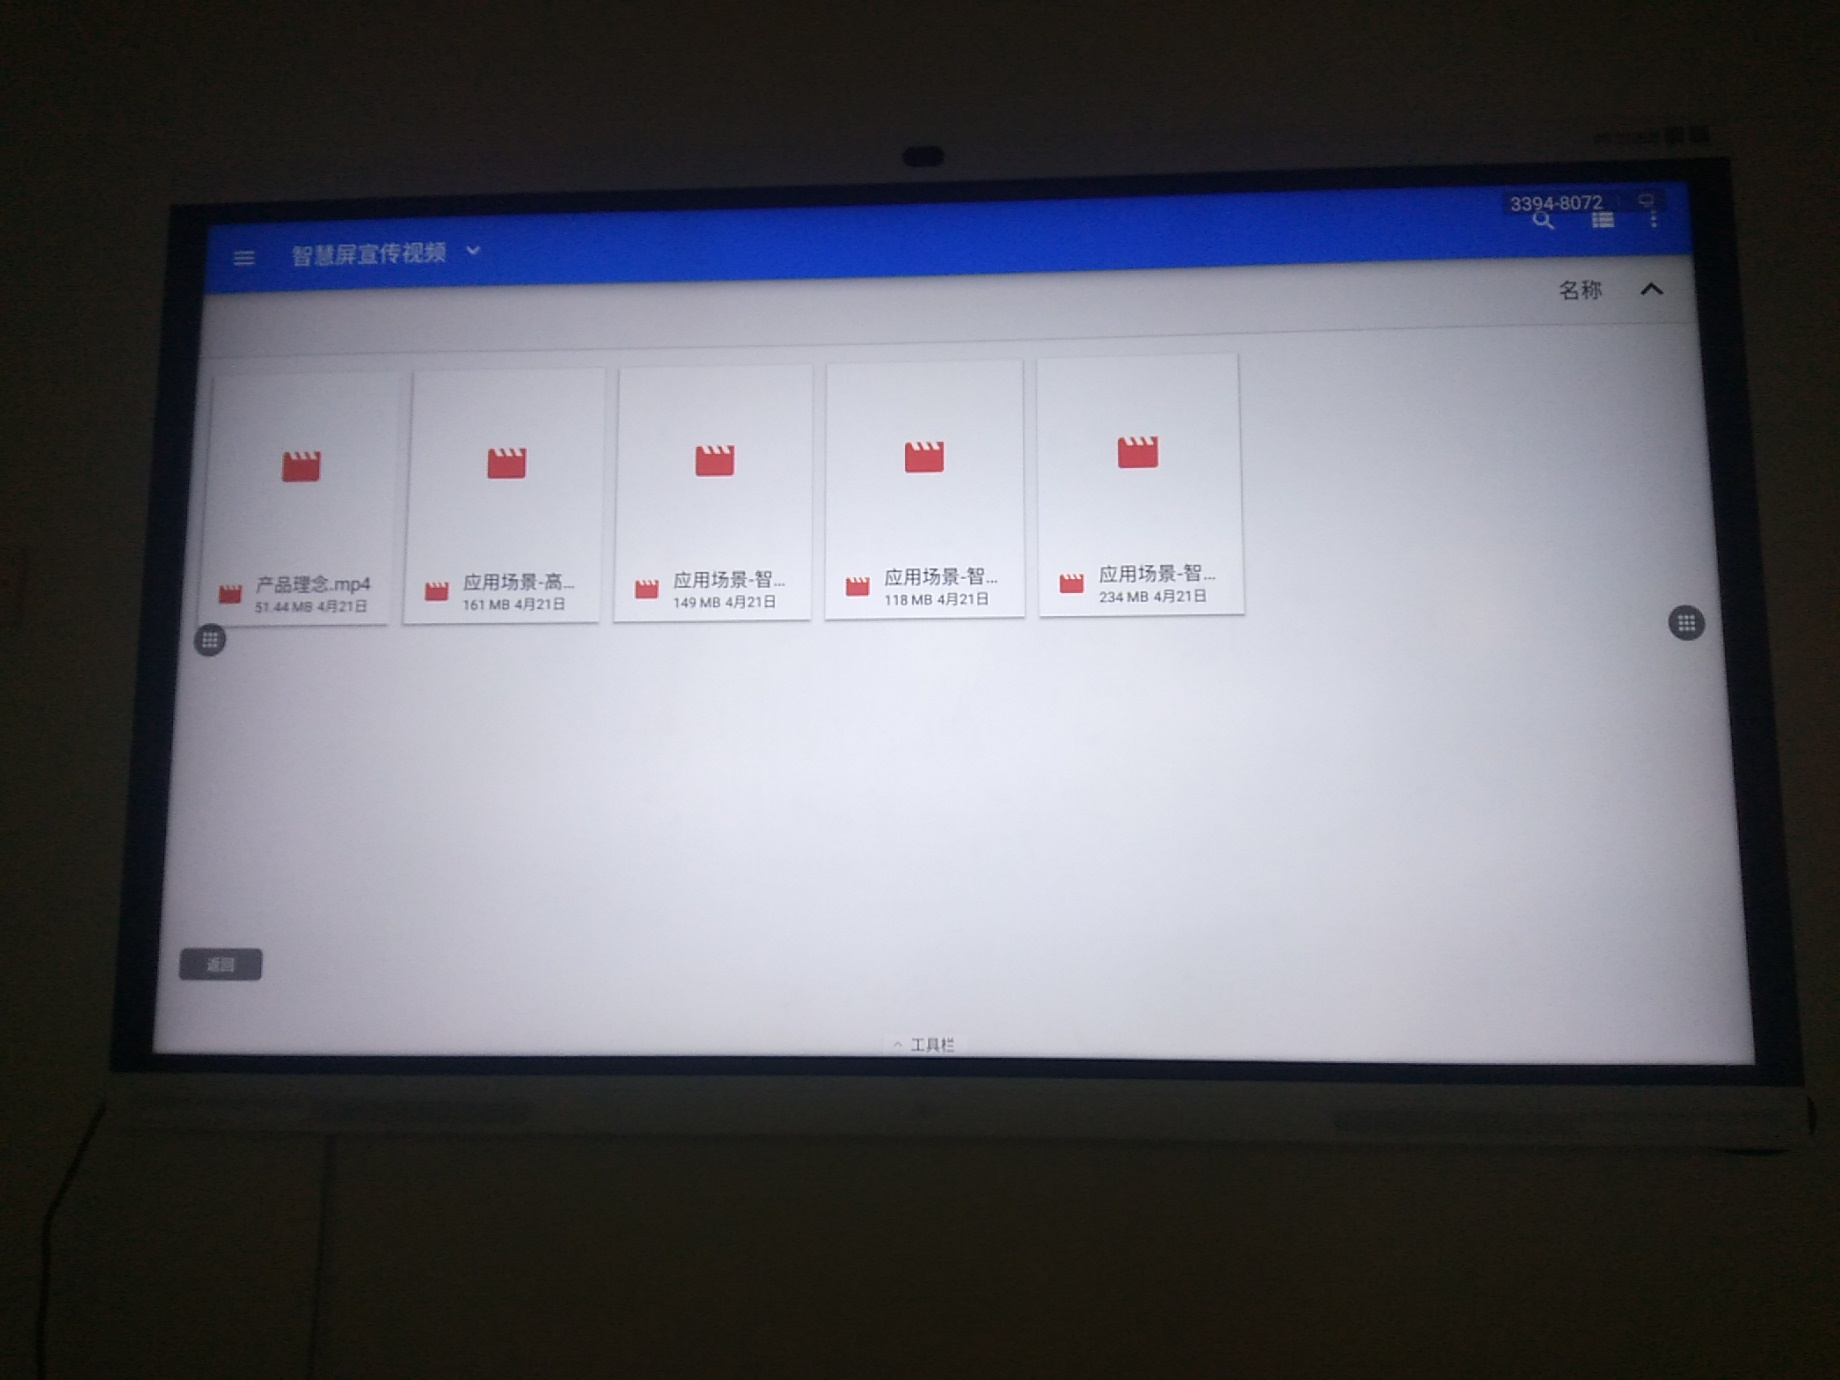 3394-8072
智慧屏宣传视频
名称
产品理念.mp4
51.44 MB 4月21日
应用场景-高...
161 MB 4月21日
应用场景-智...
149 MB 4月21日
应用场景-智...
118 MB 4月21日
应用场景-智...
234 MB 4月21日
返回
工具栏